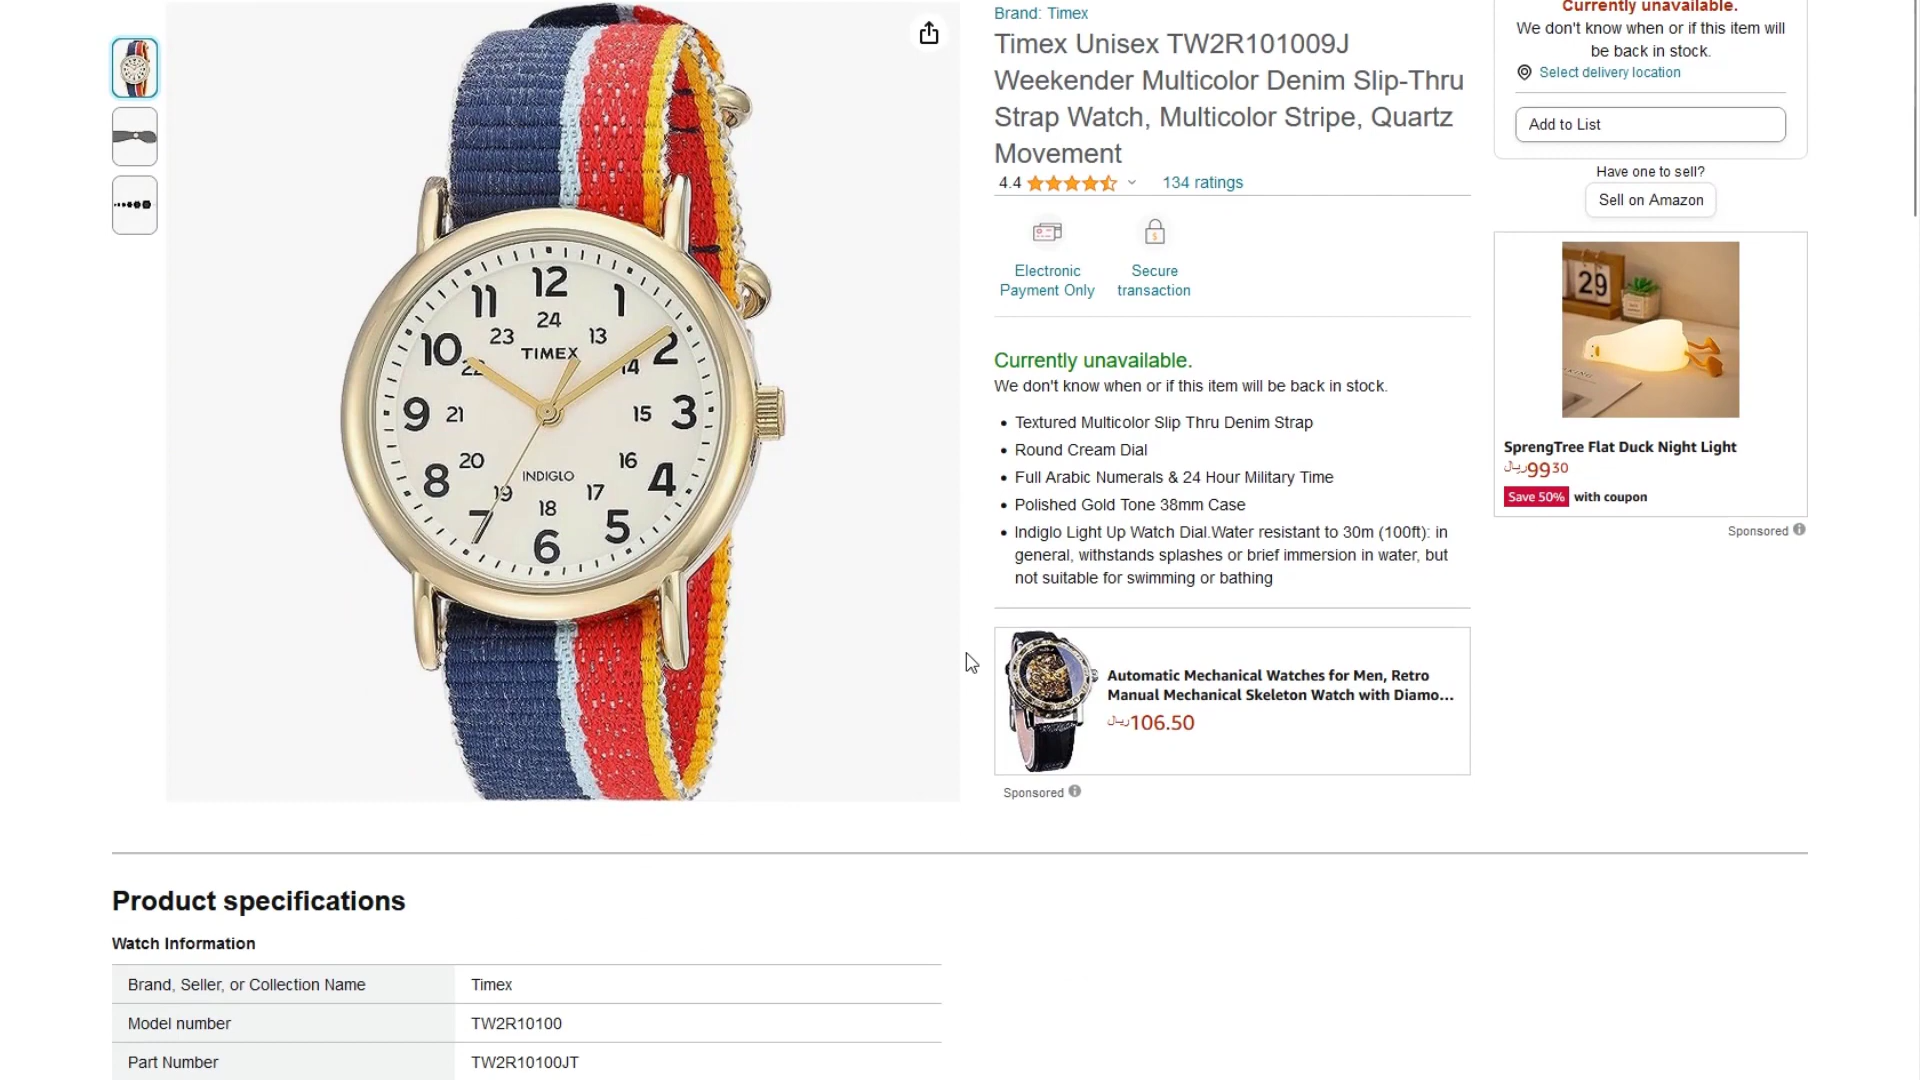 Brand: Timex
Timex Unisex TW2R101009J
Weekender Multicolor Denim Slip-Thru
Strap Watch, Multicolor Stripe, Quartz
Movement
4.4
134 ratings
Electronic
Payment Only
Secure
transaction
Currently unavailable.
We don't know when or if this item will be back in stock.
Textured Multicolor Slip Thru Denim Strap
Round Cream Dial
Full Arabic Numerals & 24 Hour Military Time
Polished Gold Tone 38mm Case
Indiglo Light Up Watch Dial.Water resistant to 30m (100ft): in
general, withstands splashes or brief immersion in water, but
not suitable for swimming or bathing
Automatic Mechanical Watches for Men, Retro
Manual Mechanical Skeleton Watch with Diamo...
ريال106.50
Sponsored
Currently unavailable.
We don't know when or if this item will
be back in stock.
Select delivery location
Add to List
Have one to sell?
Sell on Amazon
29
SprengTree Flat Duck Night Light
ريال9930
Save 50% with coupon
Sponsored
12
11 1
24
23 13
TIMEX
10 2
22 14
9 21 15 3
20 16
8 4
INDIGLO
19 17
18
7 5
6
Product specifications
Watch Information
Brand, Seller, or Collection Name Timex
Model number TW2R10100
Part Number TW2R10100JT